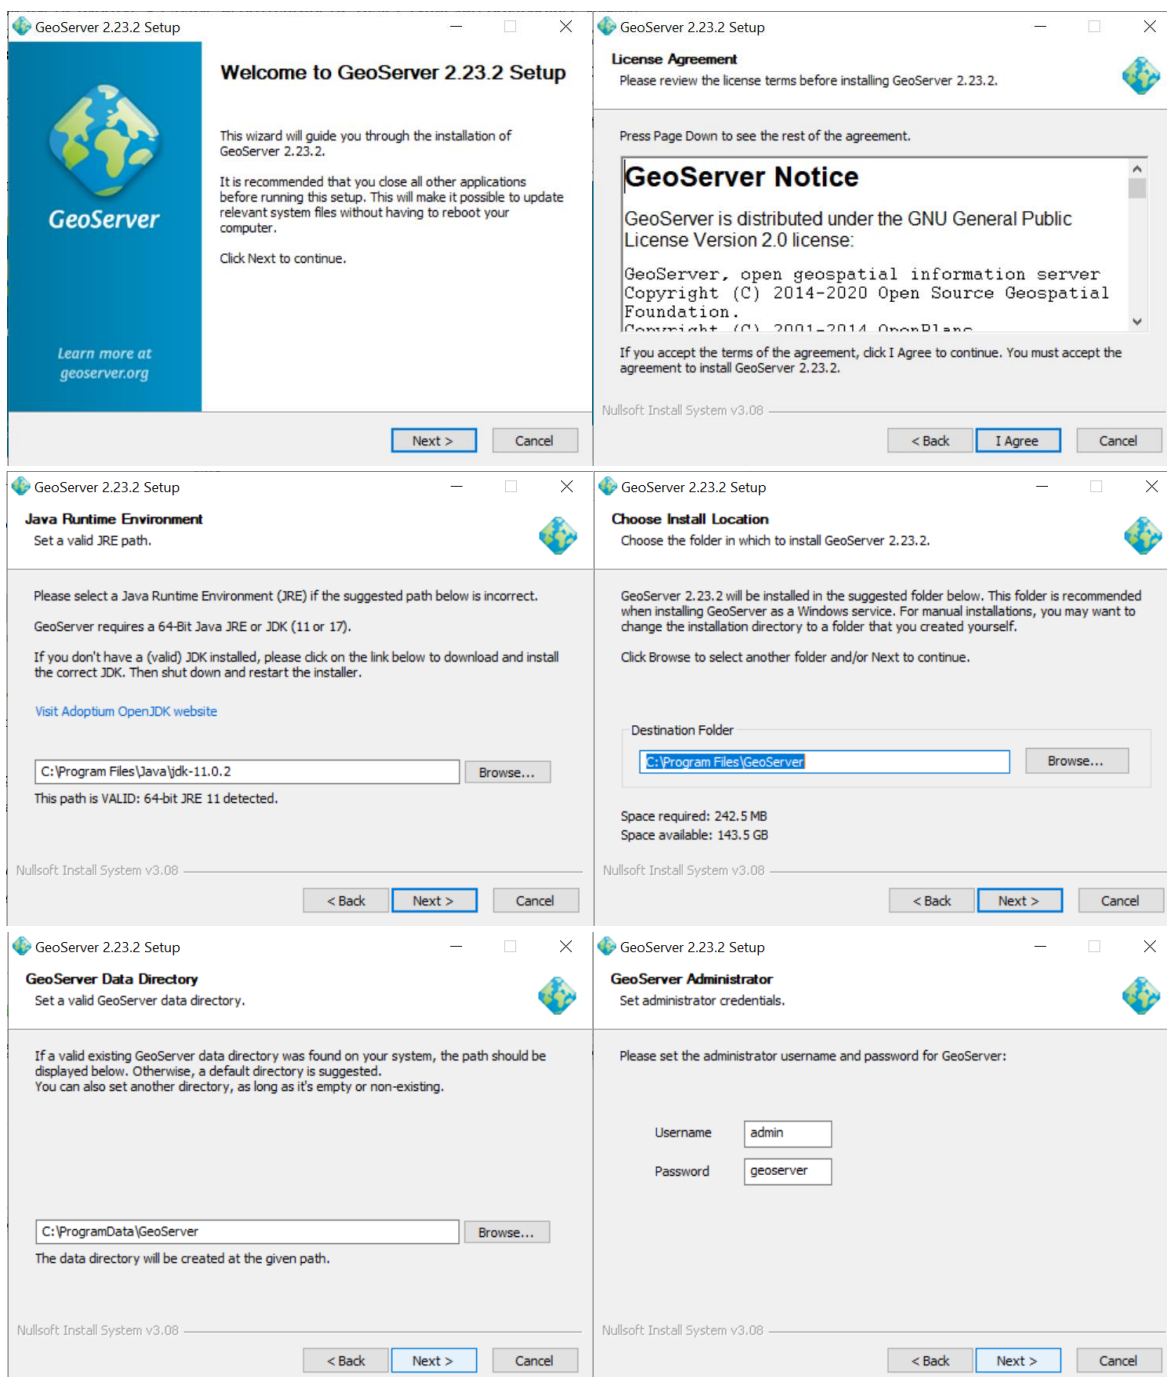 GeoServer 2.23.2 Setup
Welcome to GeoServer 2.23.2 Setup
This wizard will guide you through the installation of
GeoServer 2.23.2.
It is recommended that you close all other applications
before running this setup. This will make it possible to update
relevant system files without having to reboot your
computer.
Click Next to continue.
GeoServer
Learn more at
geoserver.org
Next >
Cancel
GeoServer 2.23.2 Setup
License Agreement
Please review the license terms before installing GeoServer 2.23.2.
Press Page Down to see the rest of the agreement.
GeoServer Notice
GeoServer is distributed under the GNU General Public
License Version 2.0 license:
GeoServer, open geospatial information server
Copyright (C) 2014-2020 Open Source Geospatial
Foundation.
Copyright (C) 2001-2014 OpenPlans
If you accept the terms of the agreement, click I Agree to continue. You must accept the
agreement to install GeoServer 2.23.2.
Nullsoft Install System v3.08
< Back
I Agree
Cancel
GeoServer 2.23.2 Setup
Java Runtime Environment
Set a valid JRE path.
Please select a Java Runtime Environment (JRE) if the suggested path below is incorrect.
GeoServer requires a 64-Bit Java JRE or JDK (11 or 17).
If you don't have a (valid) JDK installed, please click on the link below to download and install
the correct JDK. Then shut down and restart the installer.
Visit Adoptium OpenJDK website
C:\Program Files\Java\jdk-11.0.2
Browse...
This path is VALID: 64-bit JRE 11 detected.
Nullsoft Install System v3.08
< Back
Next >
Cancel
GeoServer 2.23.2 Setup
Choose Install Location
Choose the folder in which to install GeoServer 2.23.2.
GeoServer 2.23.2 will be installed in the suggested folder below. This folder is recommended
when installing GeoServer as a Windows service. For manual installations, you may want to
change the installation directory to a folder that you created yourself.
Click Browse to select another folder and/or Next to continue.
Destination Folder
C:\Program Files\GeoServer
Browse...
Space required: 242.5 MB
Space available: 143.5 GB
Nullsoft Install System v3.08
< Back
Next >
Cancel
GeoServer 2.23.2 Setup
GeoServer Data Directory
Set a valid GeoServer data directory.
If a valid existing GeoServer data directory was found on your system, the path should be
displayed below. Otherwise, a default directory is suggested.
You can also set another directory, as long as it's empty or non-existing.
C:\ProgramData\GeoServer
Browse...
The data directory will be created at the given path.
Nullsoft Install System v3.08
< Back
Next >
Cancel
GeoServer 2.23.2 Setup
GeoServer Administrator
Set administrator credentials.
Please set the administrator username and password for GeoServer:
Username
admin
Password
geoserver
Nullsoft Install System v3.08
< Back
Next >
Cancel